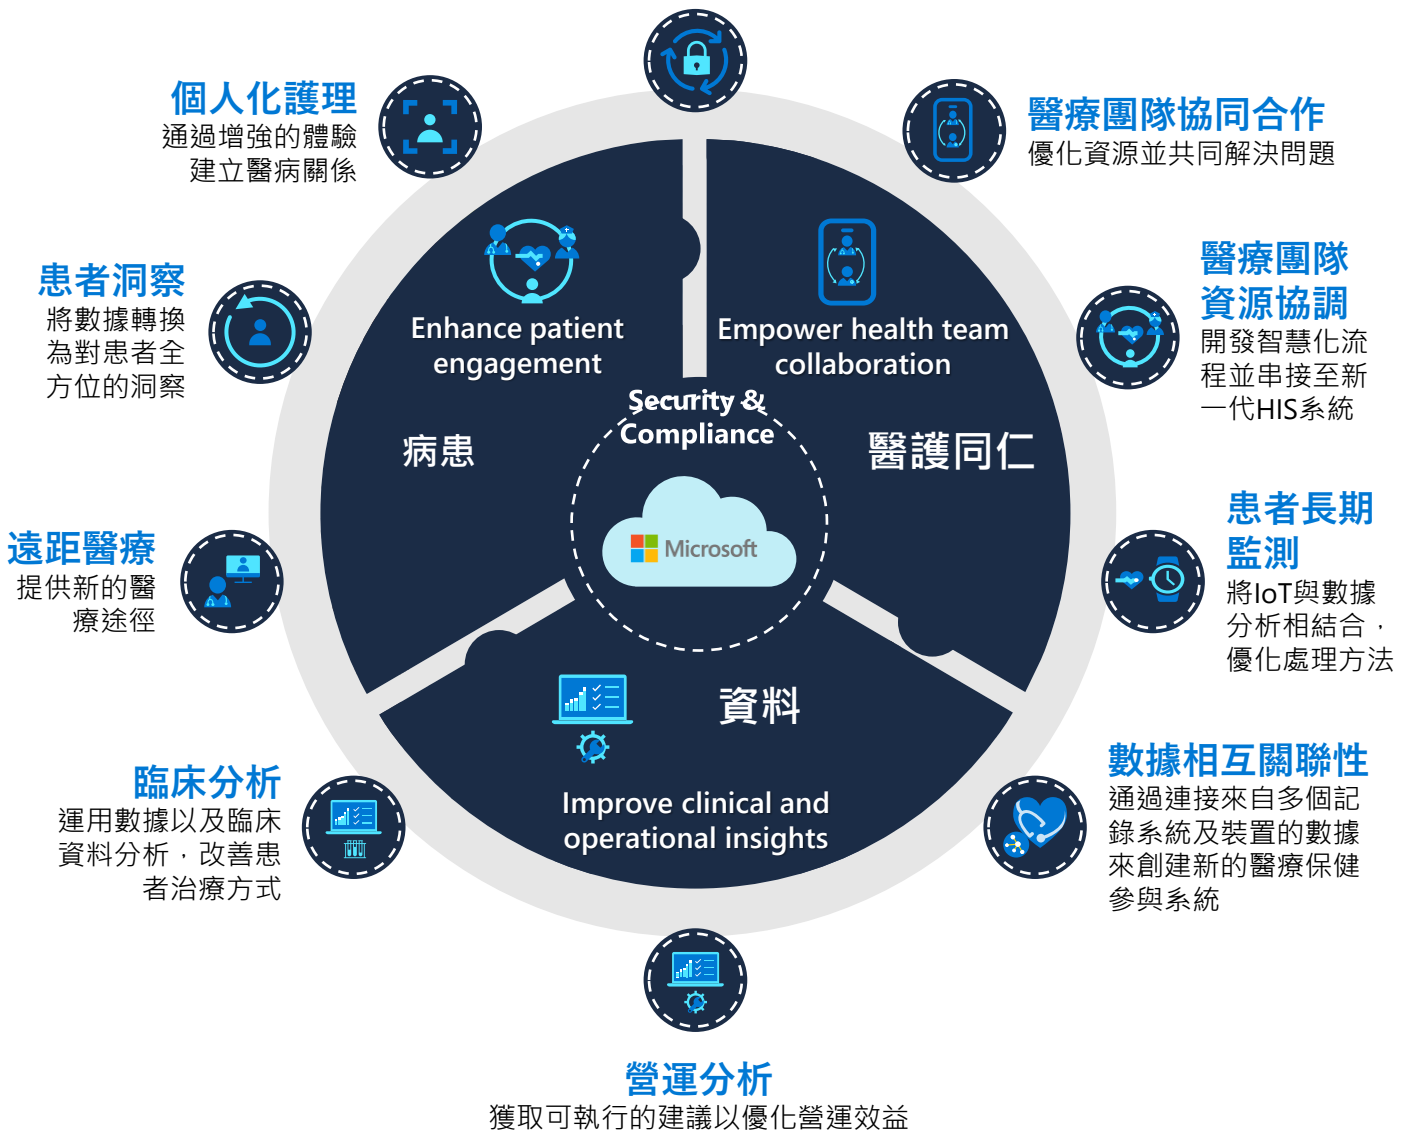 個人化護理
通過增強的體驗
建立醫病關係
醫療團隊協同合作
優化資源並共同解決問題
患者洞察
將數據轉換
為對患者全
方位的洞察
醫療團隊
資源協調
開發智慧化流
程並串接至新
一代HIS系統
Enhance patient
engagement
病患
Empower health team
collaboration
醫護同仁
Security &
Compliance
Microsoft
遠距醫療
提供新的醫
療途徑
患者長期
監測
將IoT與數據
分析相結合，
優化處理方法
資料
Improve clinical and
operational insights
臨床分析
運用數據以及臨床
資料分析，改善患
者治療方式
數據相互關聯性
通過連接來自多個記
錄系統及裝置的數據
來創建新的醫療保健
參與系統
營運分析
獲取可執行的建議以優化營運效益